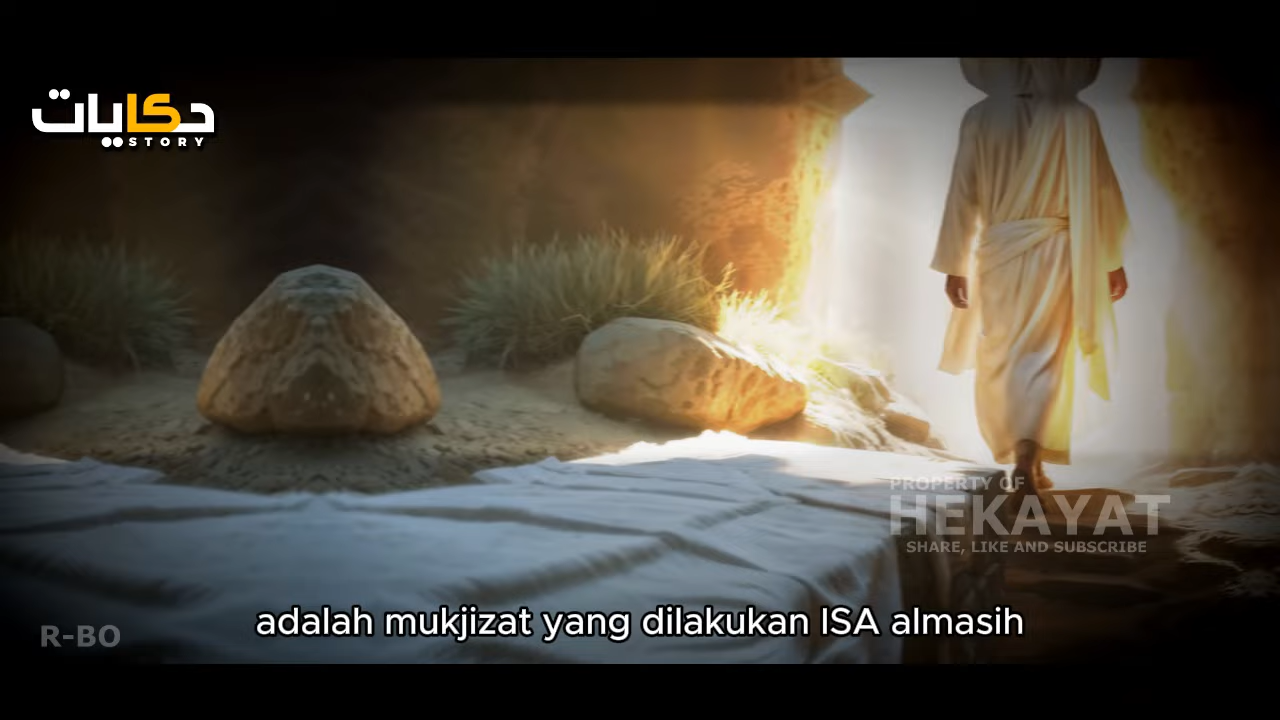 حكايات
STORY
PROPERTY OF
HEKAYAT
SHARE, LIKE AND SUBSCRIBE
adalah mukjizat yang dilakukan ISA almasih
R-BO